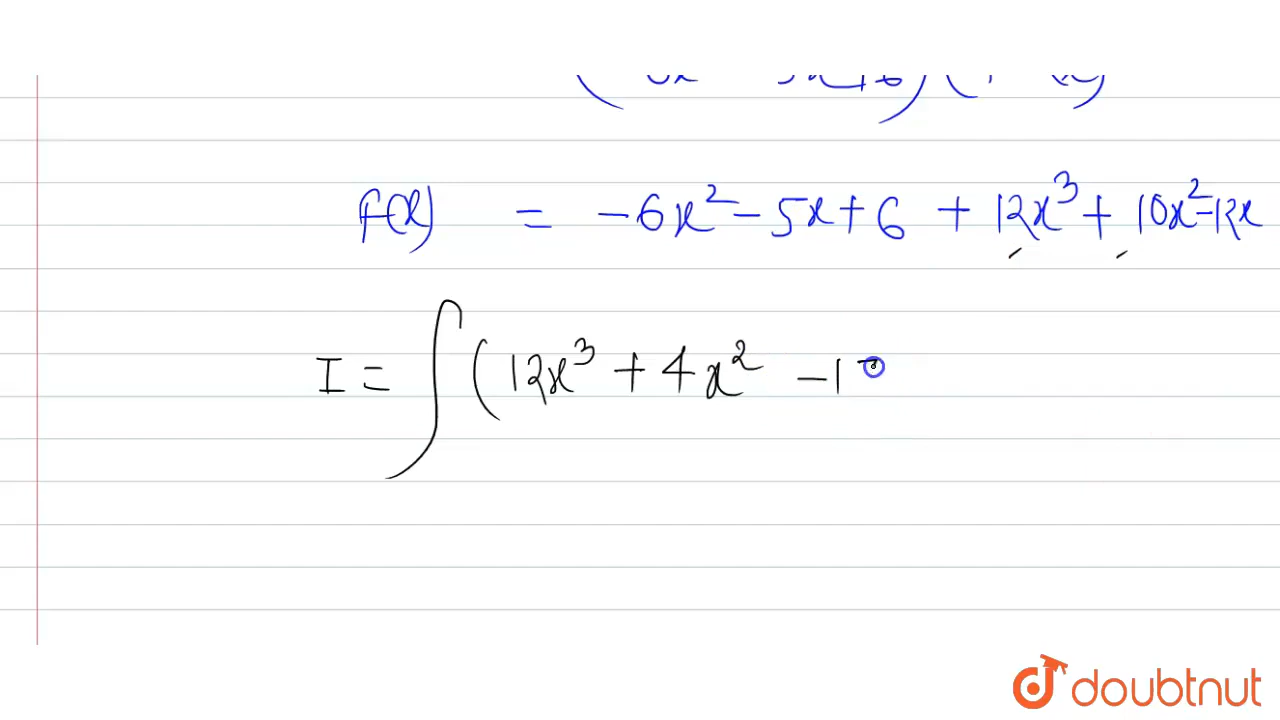 f(x) = -6x² - 5x + 6 + 12x³ + 10x² - 12x
I = ∫ (12x³ + 4x² - 1
doubtnut